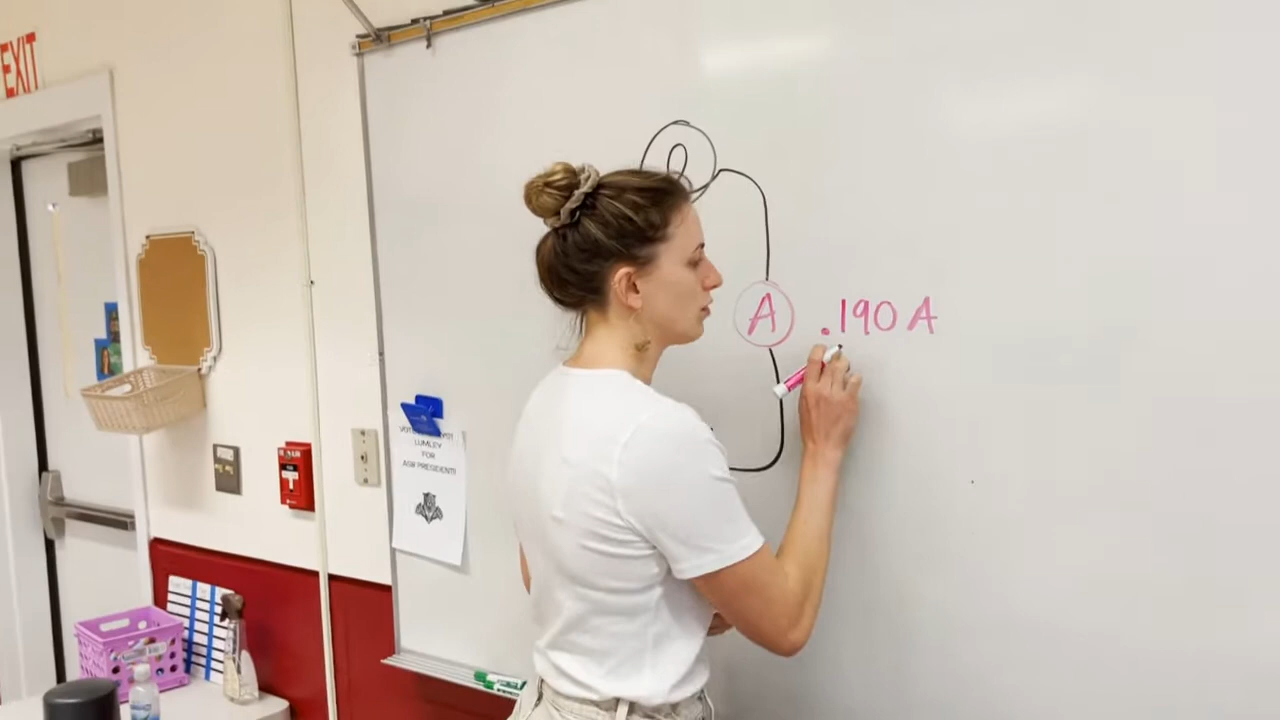 EXIT
A
.190 A
LUMLEY
FOR
ASB PRESIDENT!